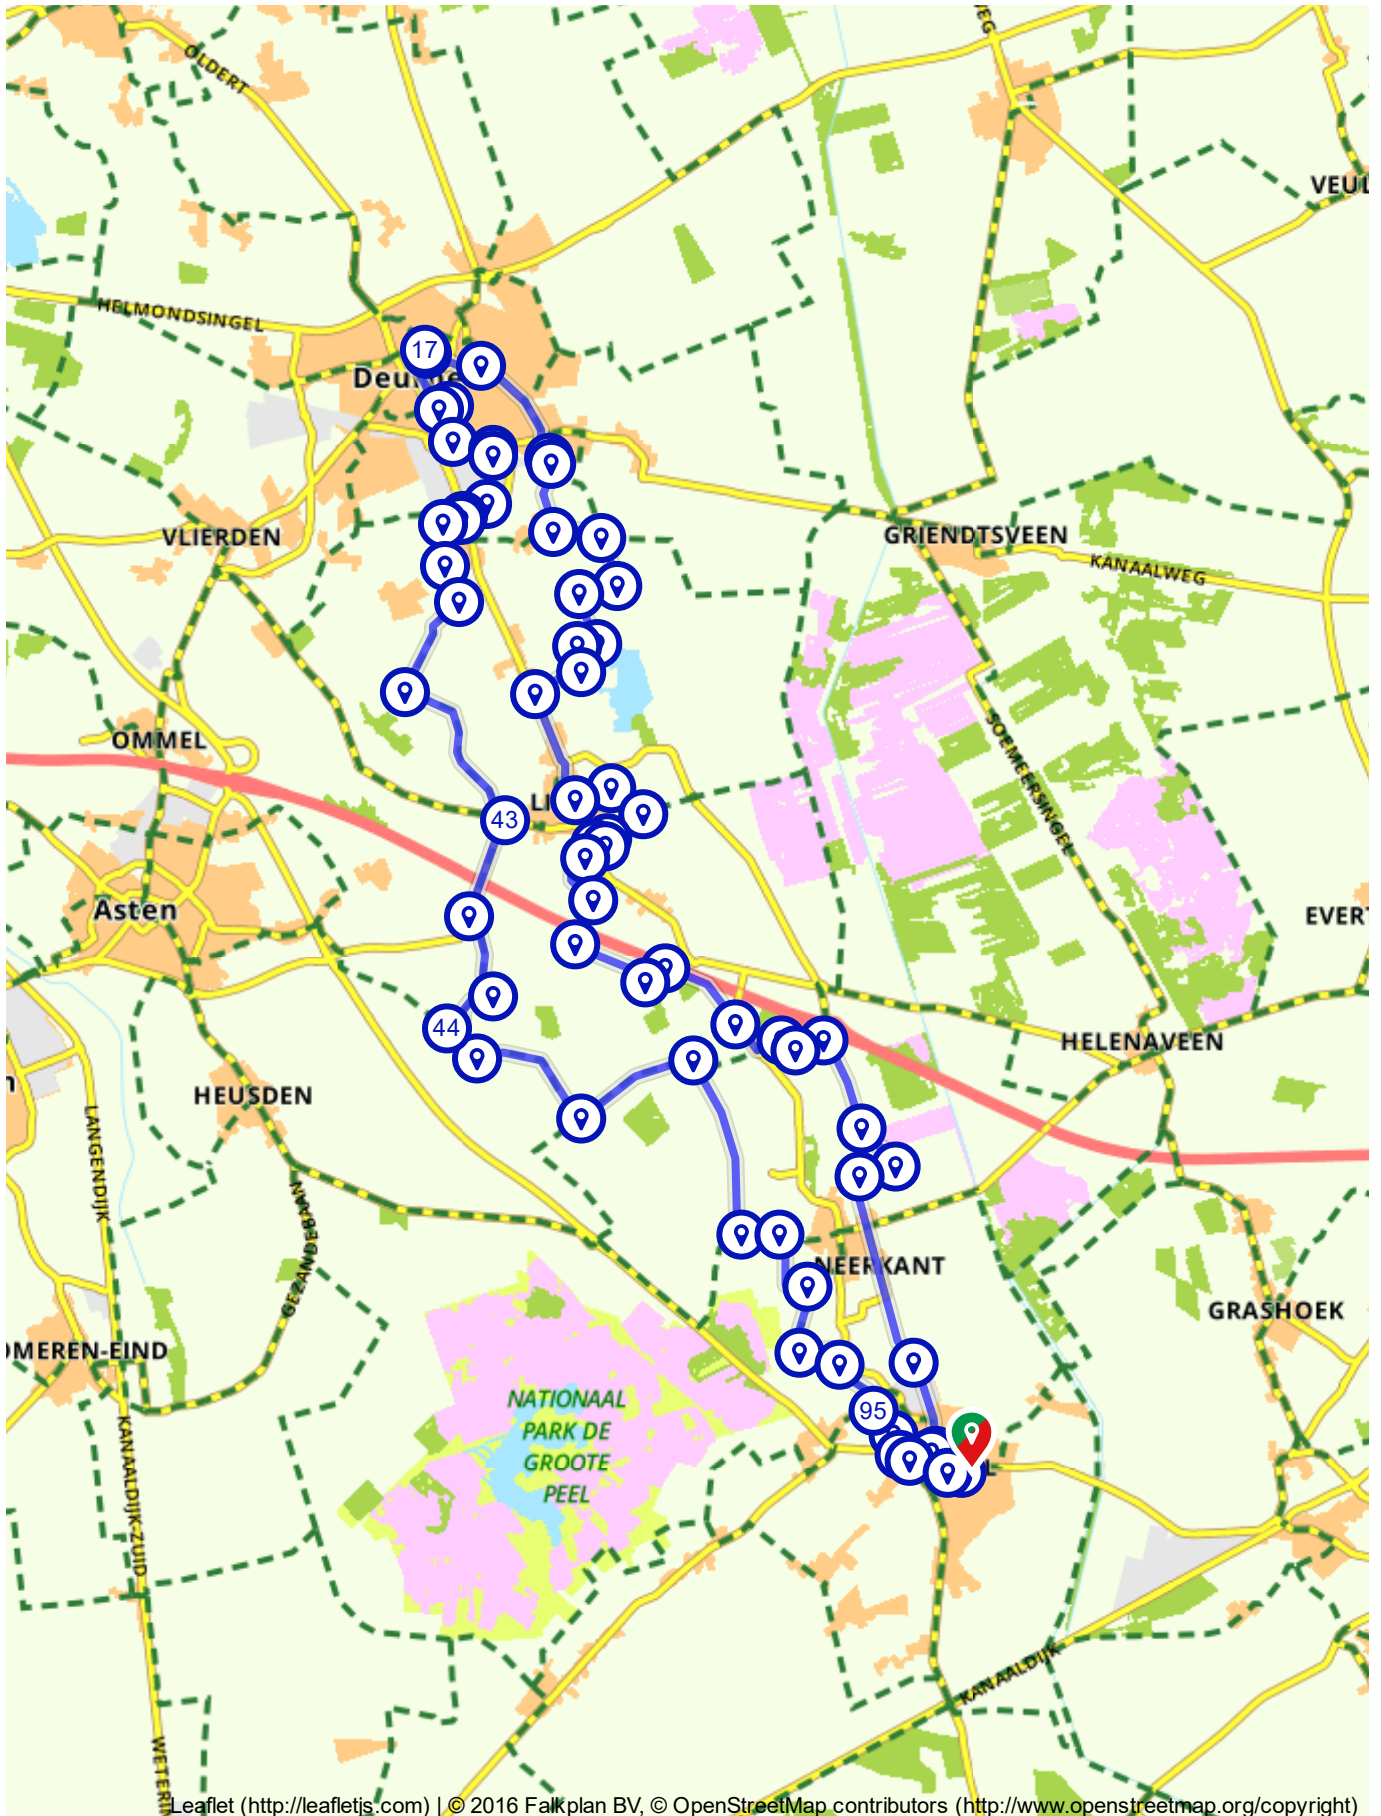 OLDERT
VEUL
HELMONDSINGEL
17
VLIERDEN
GRIENDTSVEEN
KANAALWEG
OMMEL
SOEMEERSINGEL
43
Asten
EVERT
44
HELENAVEEN
HEUSDEN
LANGENDIJK
GEZANDEBAAN
NEERKANT
GRASHOEK
OMEREN-EIND
NATIONAAL
PARK DE
GROOTE
PEEL
95
KANAALDIJK-ZUID
KANAALDIJK
WETERIN
Leaflet (http://leafletjs.com) | © 2016 Falkplan BV, © OpenStreetMap contributors (http://www.openstreetmap.org/copyright)